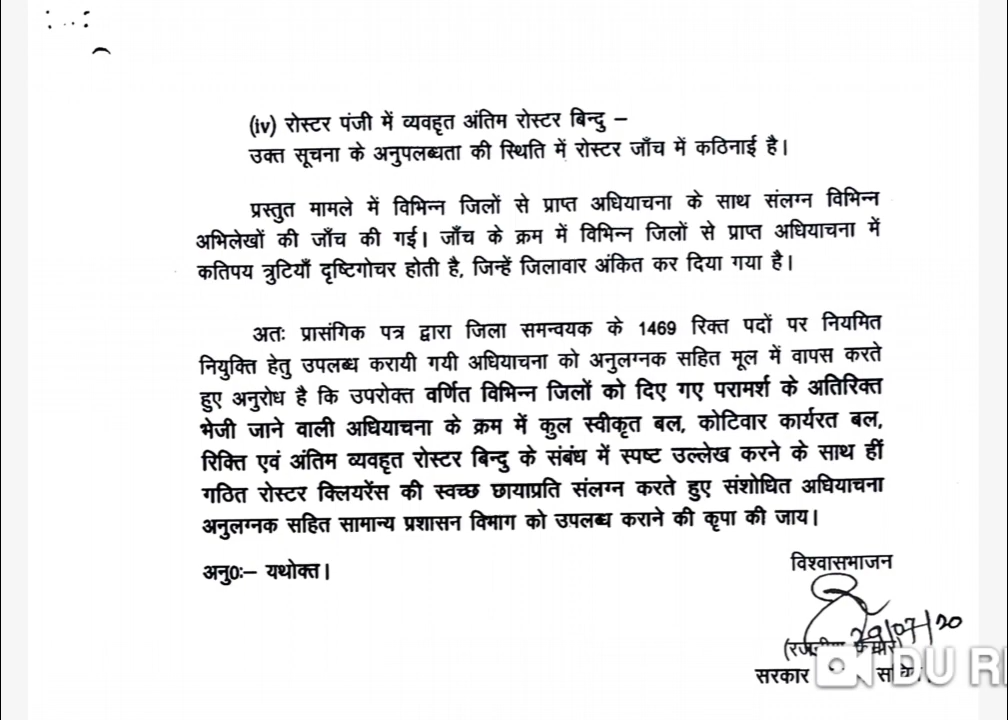 (iv) रोस्टर पंजी में व्यवहृत अंतिम रोस्टर बिन्दु –
उक्त सूचना के अनुपलब्धता की स्थिति में रोस्टर जाँच में कठिनाई है।
प्रस्तुत मामले में विभिन्न जिलों से प्राप्त अधियाचना के साथ संलग्न विभिन्न
अभिलेखों की जाँच की गई। जाँच के क्रम में विभिन्न जिलों से प्राप्त अधियाचना में
कतिपय त्रुटियाँ दृष्टिगोचर होती है, जिन्हें जिलावार अंकित कर दिया गया है।
अतः प्रासंगिक पत्र द्वारा जिला समन्वयक के 1469 रिक्त पदों पर नियमित
नियुक्ति हेतु उपलब्ध करायी गयी अधियाचना को अनुलग्नक सहित मूल में वापस करते
हुए अनुरोध है कि उपरोक्त वर्णित विभिन्न जिलों को दिए गए परामर्श के अतिरिक्त
भेजी जाने वाली अधियाचना के क्रम में कुल स्वीकृत बल, कोटिवार कार्यरत बल,
रिक्ति एवं अंतिम व्यवहृत रोस्टर बिन्दु के संबंध में स्पष्ट उल्लेख करने के साथ हीं
गठित रोस्टर क्लियरेंस की स्वच्छ छायाप्रति संलग्न करते हुए संशोधित अधियाचना
अनुलग्नक सहित सामान्य प्रशासन विभाग को उपलब्ध कराने की कृपा की जाय।
अनु०ः– यथोक्त।
विश्वासभाजन
29/07/20
सरकार
DU R